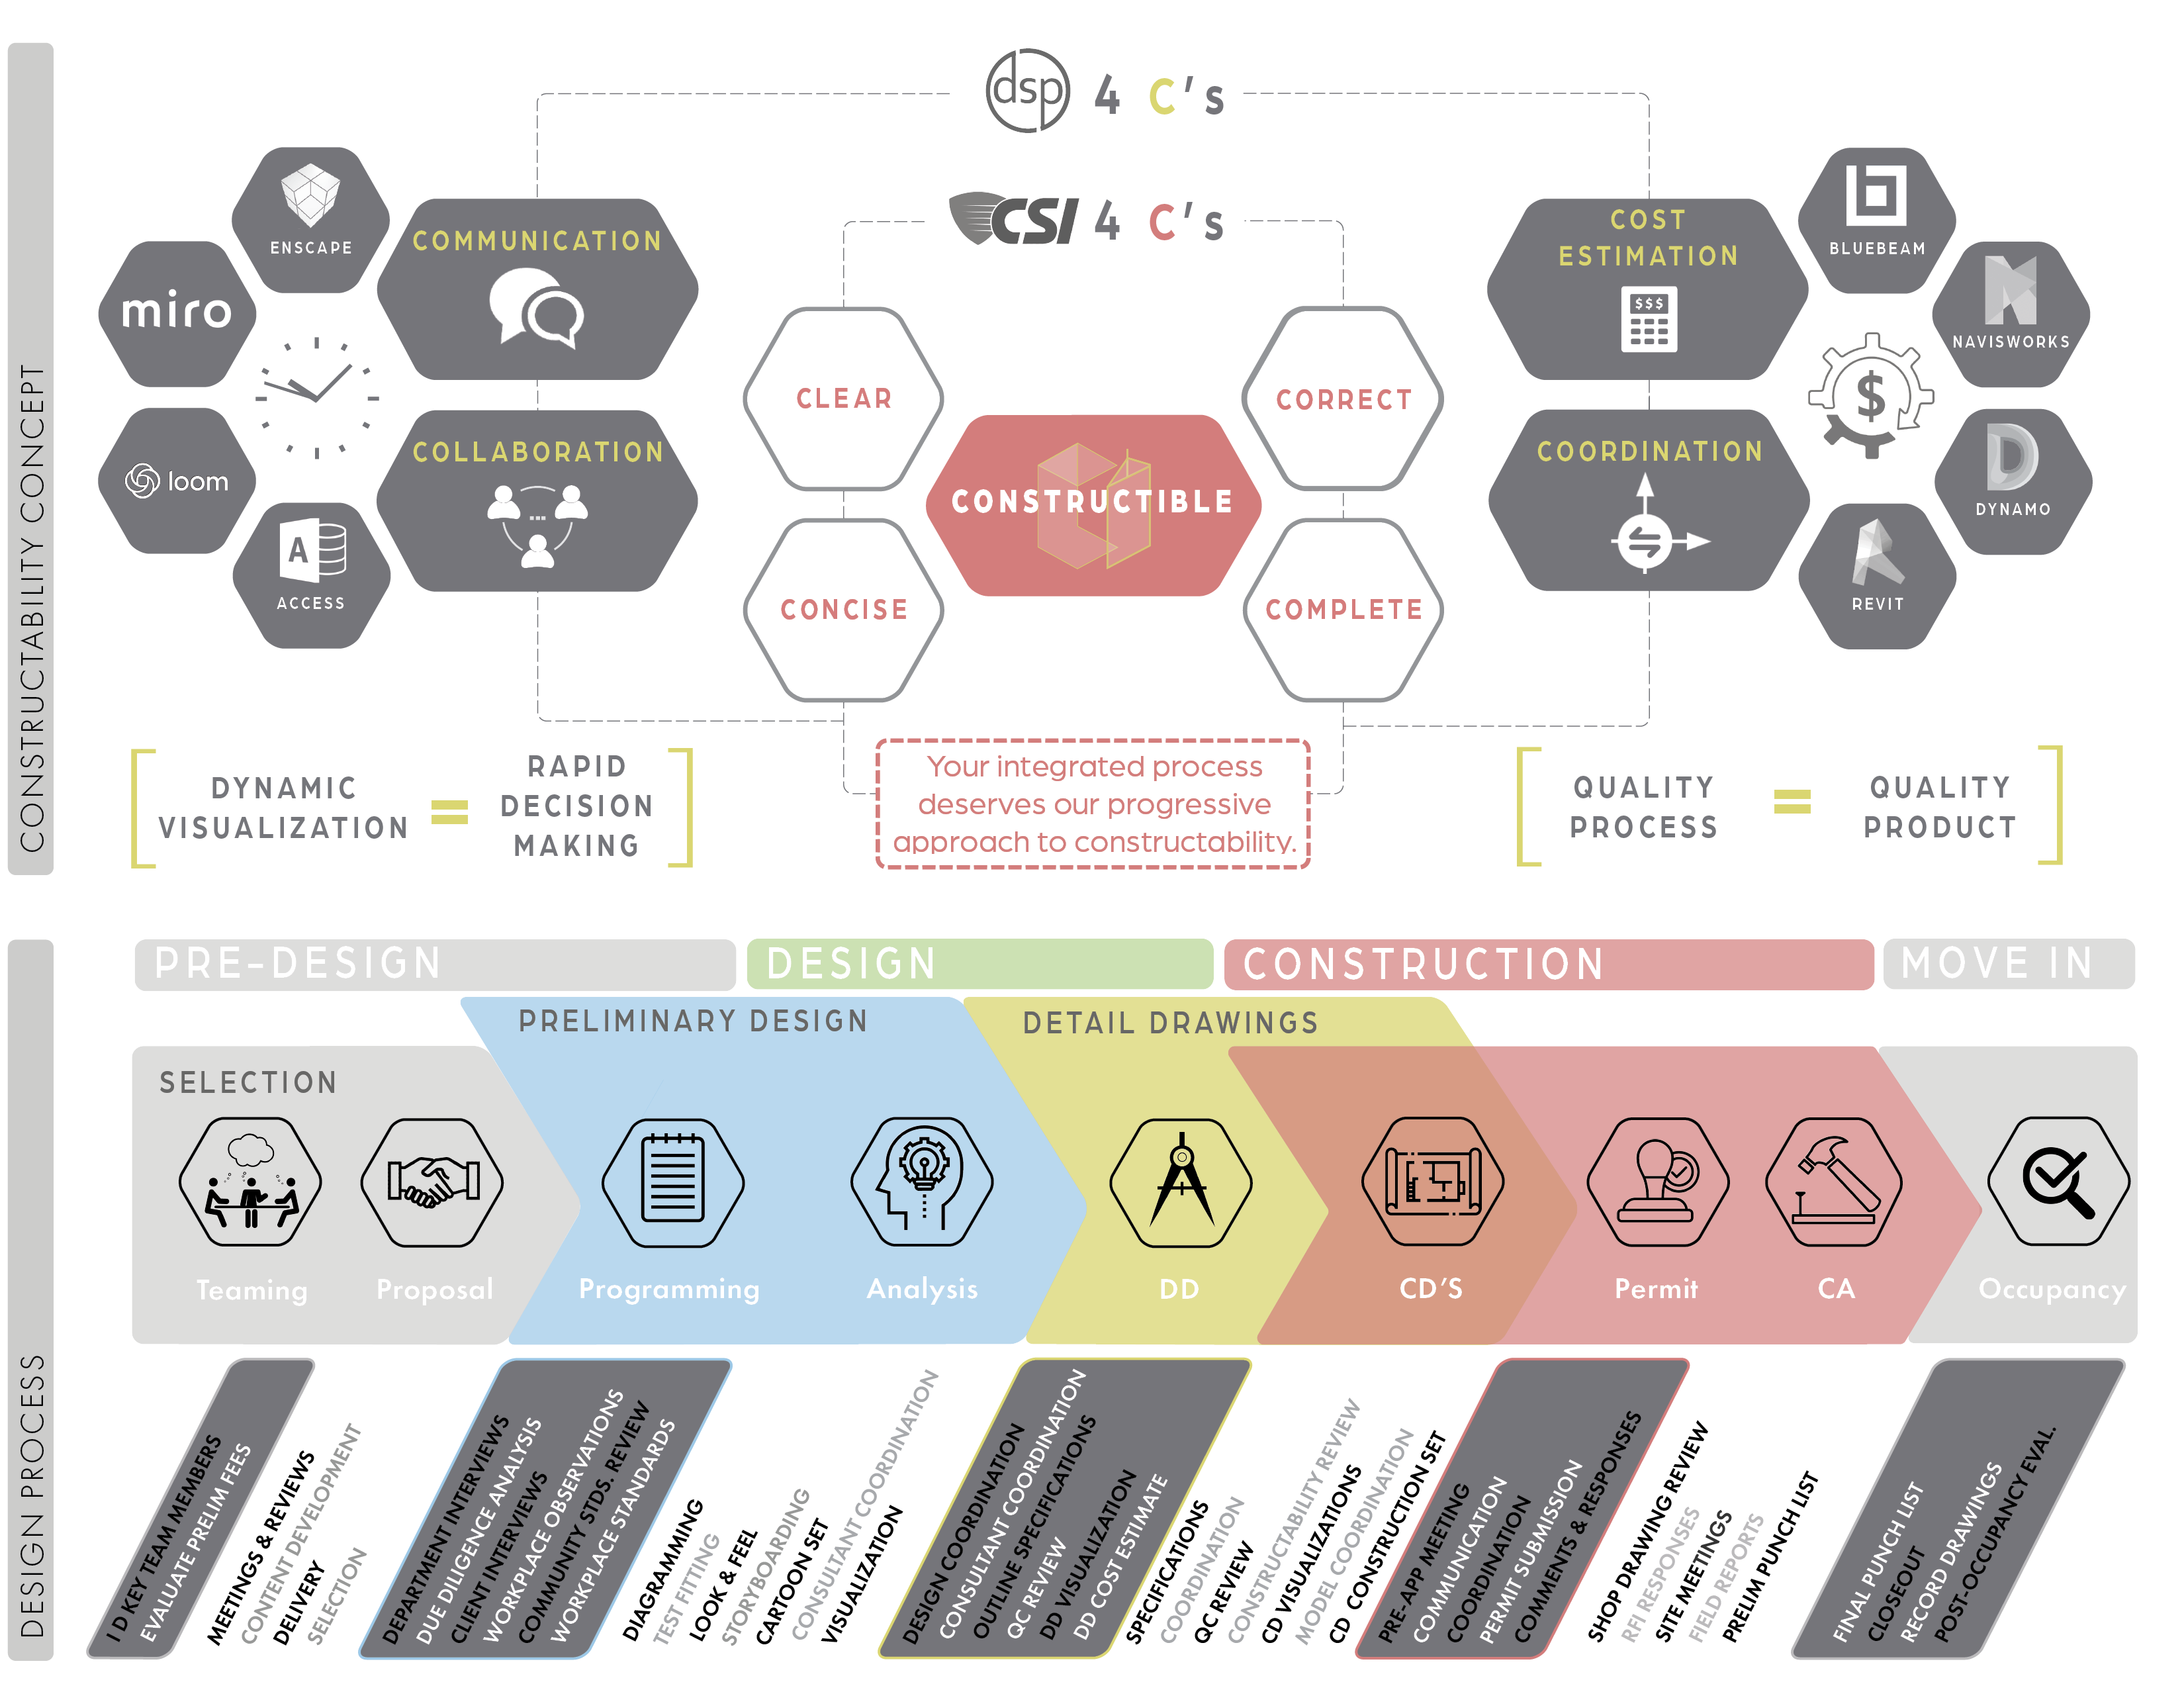 CONSTRUCTABILITY CONCEPT
dsp 4 C's
CSI 4 C's
ENSCAPE
miro
loom
A
ACCESS
COMMUNICATION
COLLABORATION
CLEAR
CONCISE
CONSTRUCTIBLE
CORRECT
COMPLETE
COST
ESTIMATION
$$$
COORDINATION
BLUEBEAM
NAVISWORKS
$
DYNAMO
REVIT
DYNAMIC
VISUALIZATION
=
RAPID
DECISION
MAKING
Your integrated process
deserves our progressive
approach to constructability.
QUALITY
PROCESS
=
QUALITY
PRODUCT
DESIGN PROCESS
PRE-DESIGN
DESIGN
CONSTRUCTION
MOVE IN
PRELIMINARY DESIGN
DETAIL DRAWINGS
SELECTION
Teaming
Proposal
Programming
Analysis
DD
CD'S
Permit
CA
Occupancy
I D KEY TEAM MEMBERS
EVALUATE PRELIM FEES
MEETINGS & REVIEWS
CONTENT DEVELOPMENT
DELIVERY
SELECTION
DEPARTMENT INTERVIEWS
DUE DILIGENCE ANALYSIS
CLIENT INTERVIEWS
WORKPLACE OBSERVATIONS
COMMUNITY STDS. REVIEW
WORKPLACE STANDARDS
DIAGRAMMING
TEST FITTING
LOOK & FEEL
STORYBOARDING
CARTOON SET
CONSULTANT COORDINATION
VISUALIZATION
DESIGN COORDINATION
CONSULTANT COORDINATION
OUTLINE SPECIFICATIONS
QC REVIEW
DD VISUALIZATION
DD COST ESTIMATE
SPECIFICATIONS
COORDINATION
QC REVIEW
CONSTRUCTABILITY REVIEW
CD VISUALIZATIONS
MODEL COORDINATION
CD CONSTRUCTION SET
PRE-APP MEETING
COMMUNICATION
COORDINATION
PERMIT SUBMISSION
COMMENTS & RESPONSES
SHOP DRAWING REVIEW
RFI RESPONSES
SITE MEETINGS
FIELD REPORTS
PRELIM PUNCH LIST
FINAL PUNCH LIST
CLOSEOUT
RECORD DRAWINGS
POST-OCCUPANCY EVAL.